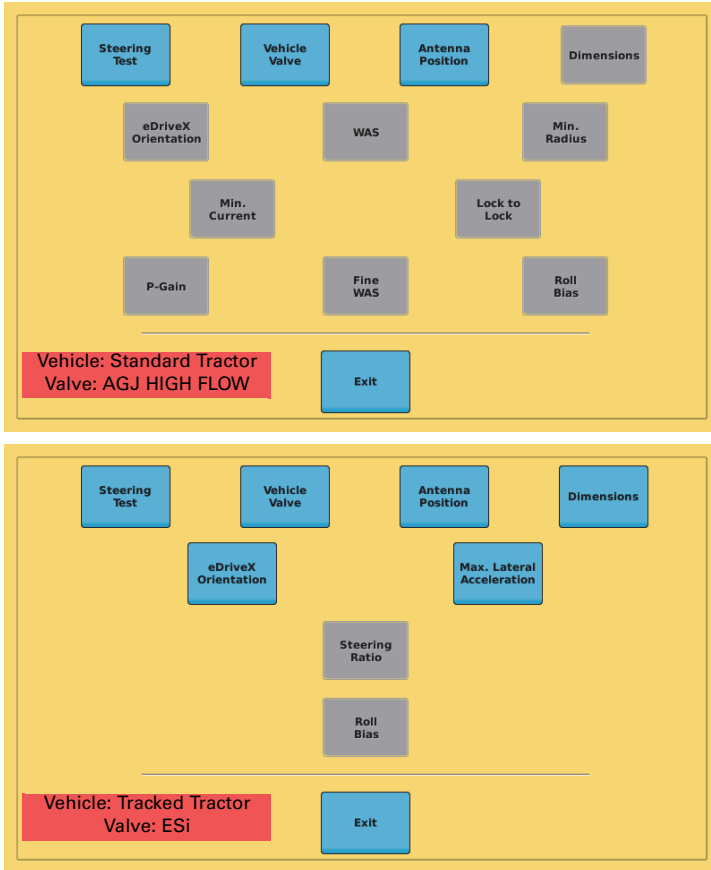 Steering
Test
Vehicle
Valve
Antenna
Position
Dimensions
eDriveX
Orientation
WAS
Min.
Radius
Min.
Current
Lock to
Lock
P-Gain
Fine
WAS
Roll
Bias
Vehicle: Standard Tractor
Valve: AGJ HIGH FLOW
Exit
Steering
Test
Vehicle
Valve
Antenna
Position
Dimensions
eDriveX
Orientation
Max. Lateral
Acceleration
Steering
Ratio
Roll
Bias
Vehicle: Tracked Tractor
Valve: ESi
Exit